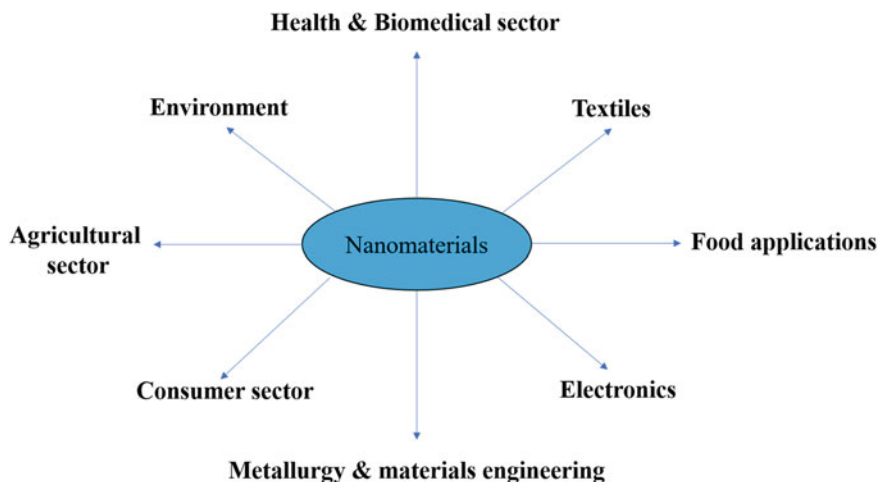 Health & Biomedical sector
Environment
Textiles
Agricultural
sector
Nanomaterials
Food applications
Consumer sector
Electronics
Metallurgy & materials engineering